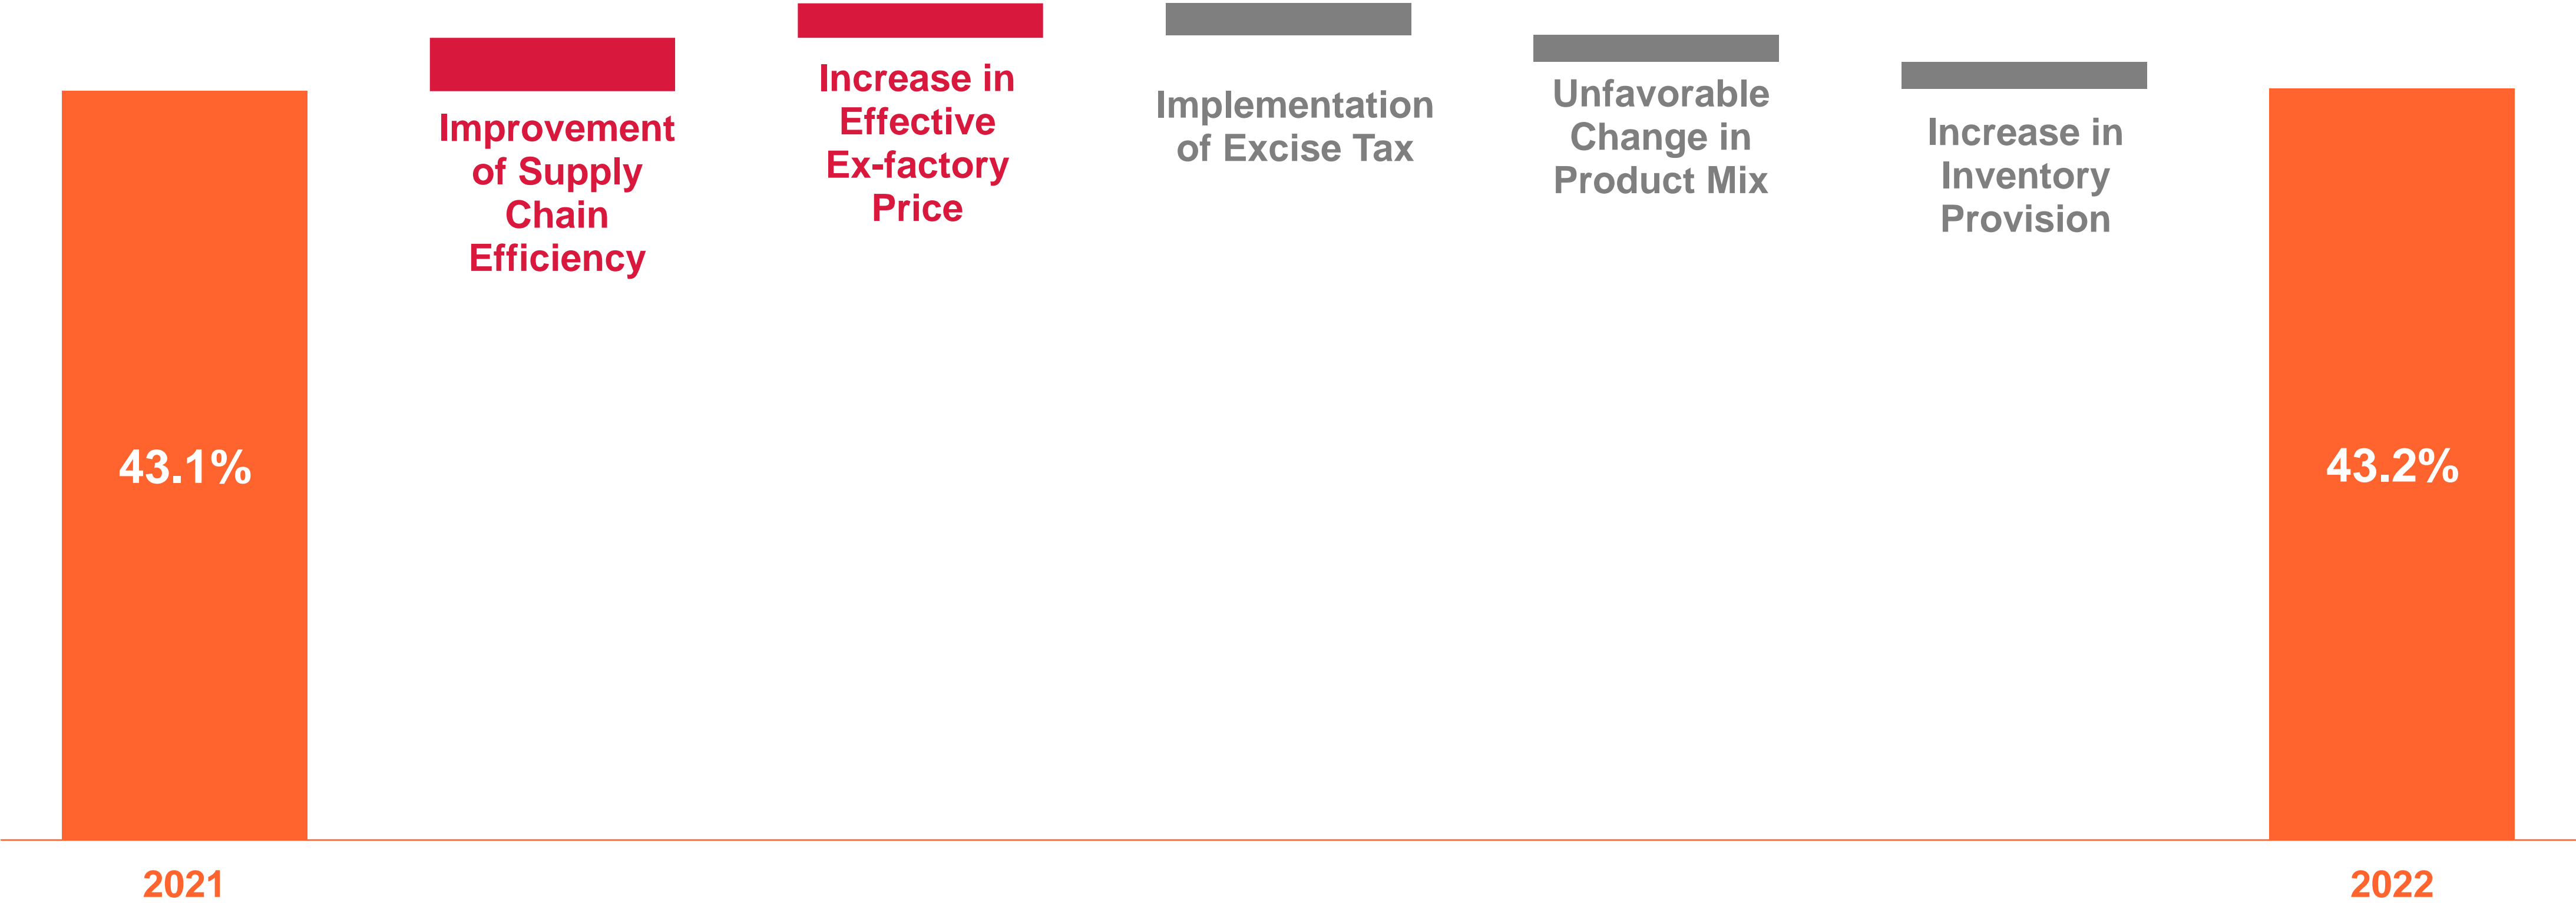 43.1%
2021
Improvement
of Supply
Chain
Efficiency
Increase in
Effective
Ex-factory
Price
Implementation
of Excise Tax
Unfavorable
Change in
Product Mix
Increase in
Inventory
Provision
43.2%
2022